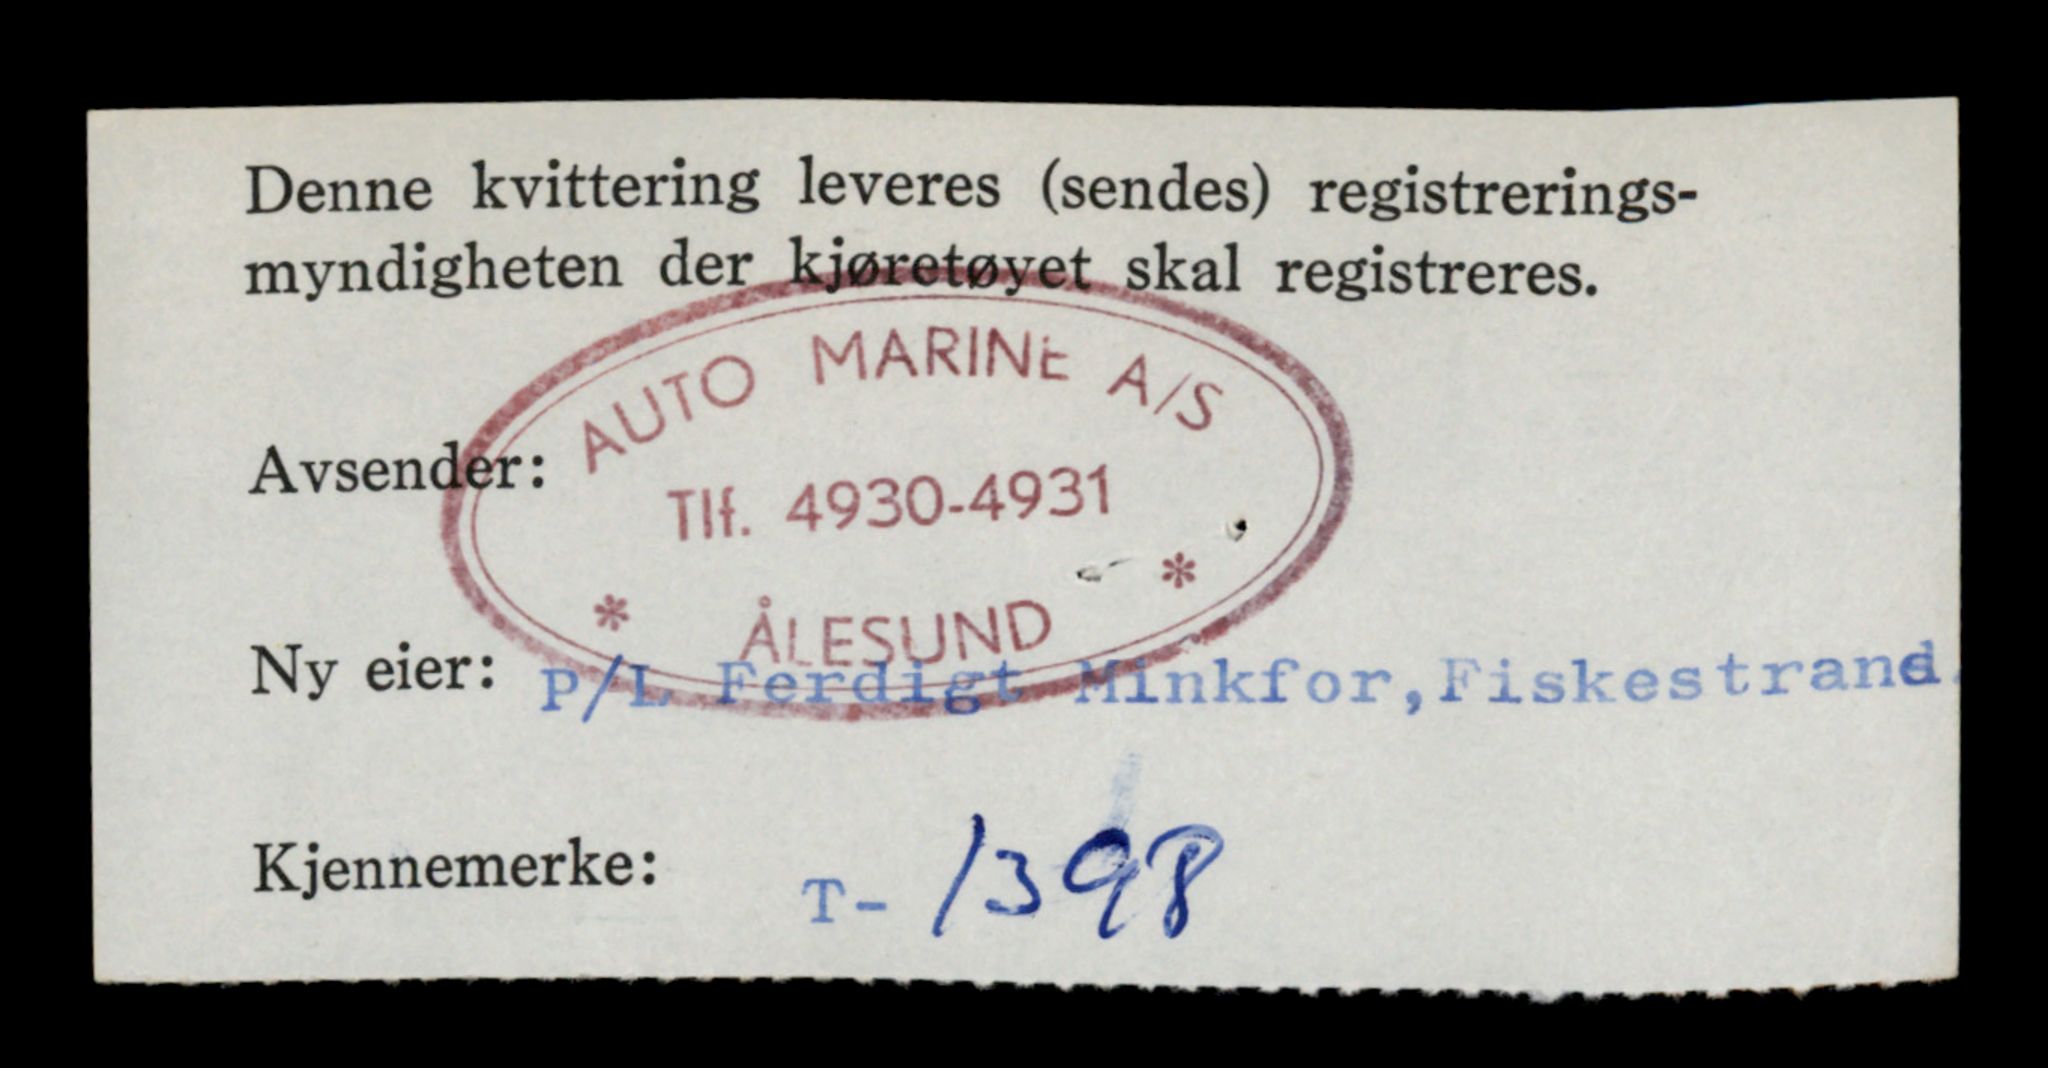 Denne kvittering leveres (sendes) registrerings-
myndigheten der kjøretøyet skal registreres.
AUTO MARINE A/S
Avsender:
Tlf. 4930-4931
* ÅLESUND *
Ny eier: P/L Ferdigt Minkfor,Fiskestrand.
Kjennemerke: T- 1398